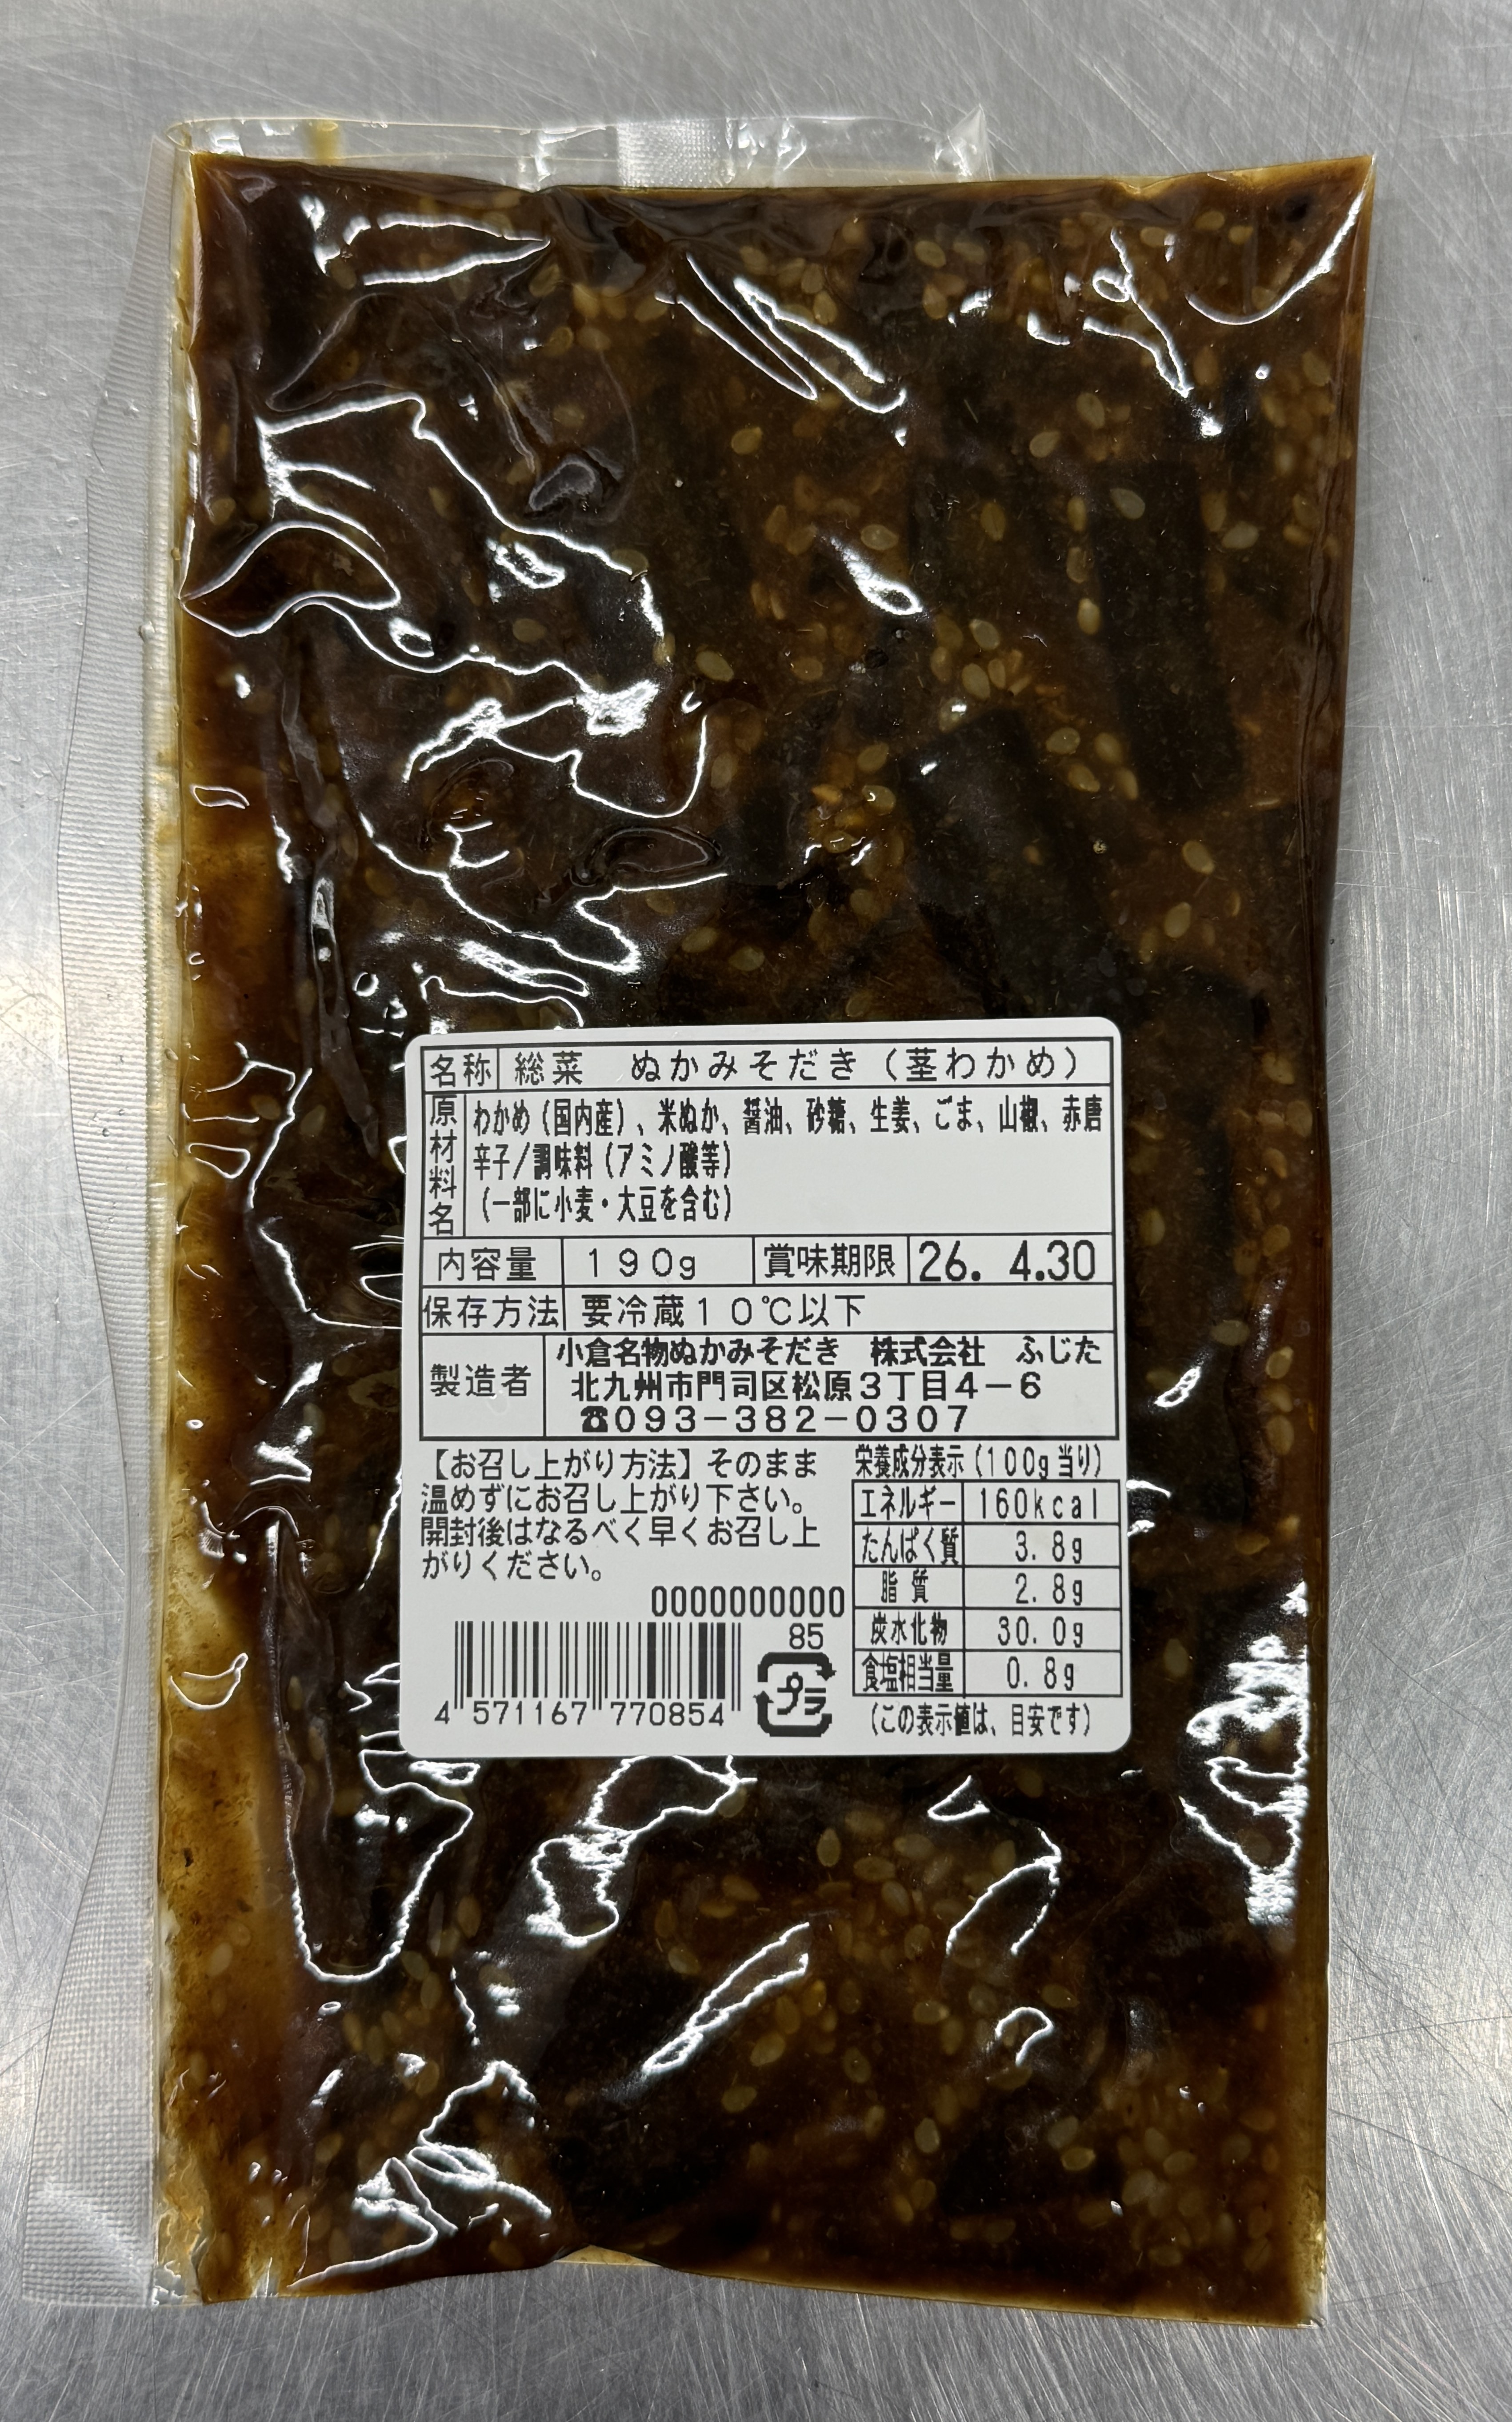 名称 総菜 ぬかみそだき（茎わかめ）
原材料名 わかめ（国内産）、米ぬか、醤油、砂糖、生姜、ごま、山椒、赤唐
辛子／調味料（アミノ酸等）
（一部に小麦・大豆を含む）
内容量 １９０g 賞味期限 26. 4.30
保存方法 要冷蔵１０℃以下
製造者 小倉名物ぬかみそだき 株式会社 ふじた
北九州市門司区松原３丁目４－６
☎０９３－３８２－０３０７
【お召し上がり方法】そのまま
温めずにお召し上がり下さい。
開封後はなるべく早くお召し上
がりください。
0000000000
85
4 571167 770854
プラ
栄養成分表示（100g当り）
エネルギー 160kcal
たんぱく質 3.8g
脂質 2.8g
炭水化物 30.0g
食塩相当量 0.8g
（この表示値は、目安です）